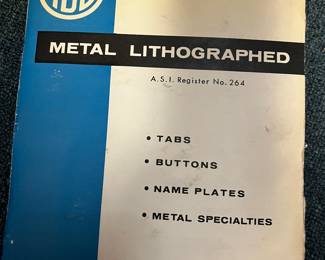 METAL LITHOGRAPHED
A.S.I. Register No. 264
• TABS
• BUTTONS
• NAME PLATES
• METAL SPECIALTIES